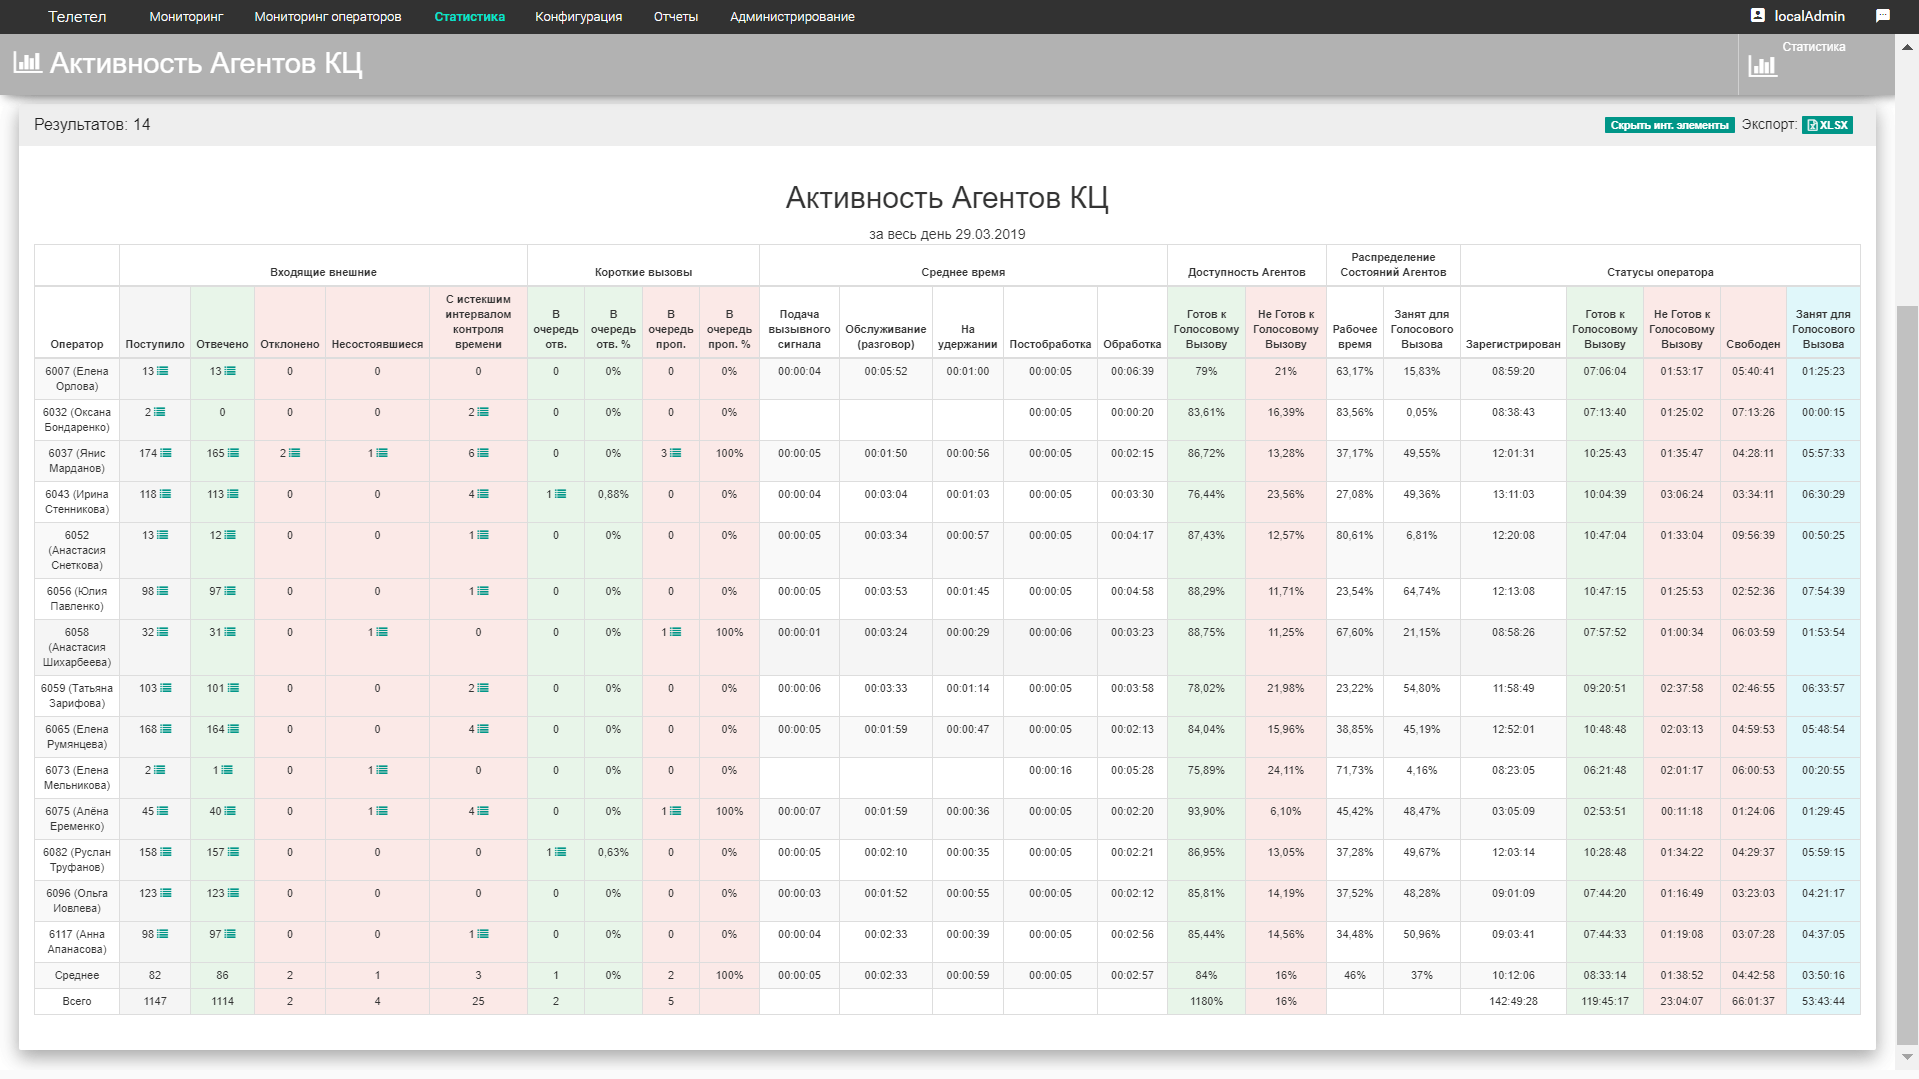 Телетел Мониторинг Мониторинг операторов Статистика Конфигурация Отчеты Администрирование localAdmin
Активность Агентов КЦ Статистика
Результатов: 14 Скрыть инт. элементы Экспорт: XLSX
Активность Агентов КЦ
за весь день 29.03.2019
Входящие внешние Короткие вызовы Среднее время Доступность Агентов Распределение Состояний Агентов Статусы оператора
Оператор Поступило Отвечено Отклонено Несостоявшиеся С истекшим интервалом контроля времени В очередь отв. В очередь отв. % В очередь проп. В очередь проп. % Подача вызывного сигнала Обслуживание (разговор) На удержании Постобработка Обработка Готов к Голосовому Вызову Не Готов к Голосовому Вызову Рабочее время Занят для Голосового Вызова Зарегистрирован Готов к Голосовому Вызову Не Готов к Голосовому Вызову Свободен Занят для Голосового Вызова
6007 (Елена Орлова) 13 13 0 0 0 0 0% 0 0% 00:00:04 00:05:52 00:01:00 00:00:05 00:06:39 79% 21% 63,17% 15,83% 08:59:20 07:06:04 01:53:17 05:40:41 01:25:23
6032 (Оксана Бондаренко) 2 0 0 0 2 0 0% 0 0% 00:00:05 00:00:20 83,61% 16,39% 83,56% 0,05% 08:38:43 07:13:40 01:25:02 07:13:26 00:00:15
6037 (Янис Марданов) 174 165 2 1 6 0 0% 3 100% 00:00:05 00:01:50 00:00:56 00:00:05 00:02:15 86,72% 13,28% 37,17% 49,55% 12:01:31 10:25:43 01:35:47 04:28:11 05:57:33
6043 (Ирина Стенникова) 118 113 0 0 4 1 0,88% 0 0% 00:00:04 00:03:04 00:01:03 00:00:05 00:03:30 76,44% 23,56% 27,08% 49,36% 13:11:03 10:04:39 03:06:24 03:34:11 06:30:29
6052 (Анастасия Снеткова) 13 12 0 0 1 0 0% 0 0% 00:00:05 00:03:34 00:00:57 00:00:05 00:04:17 87,43% 12,57% 80,61% 6,81% 12:20:08 10:47:04 01:33:04 09:56:39 00:50:25
6056 (Юлия Павленко) 98 97 0 0 1 0 0% 0 0% 00:00:05 00:03:53 00:01:45 00:00:05 00:04:58 88,29% 11,71% 23,54% 64,74% 12:13:08 10:47:15 01:25:53 02:52:36 07:54:39
6058 (Анастасия Шихарбеева) 32 31 0 1 0 0 0% 1 100% 00:00:01 00:03:24 00:00:29 00:00:06 00:03:23 88,75% 11,25% 67,60% 21,15% 08:58:26 07:57:52 01:00:34 06:03:59 01:53:54
6059 (Татьяна Зарифова) 103 101 0 0 2 0 0% 0 0% 00:00:06 00:03:33 00:01:14 00:00:05 00:03:58 78,02% 21,98% 23,22% 54,80% 11:58:49 09:20:51 02:37:58 02:46:55 06:33:57
6065 (Елена Румянцева) 168 164 0 0 4 0 0% 0 0% 00:00:05 00:01:59 00:00:47 00:00:05 00:02:13 84,04% 15,96% 38,85% 45,19% 12:52:01 10:48:48 02:03:13 04:59:53 05:48:54
6073 (Елена Мельникова) 2 1 0 1 0 0 0% 0 0% 00:00:16 00:05:28 75,89% 24,11% 71,73% 4,16% 08:23:05 06:21:48 02:01:17 06:00:53 00:20:55
6075 (Алёна Еременко) 45 40 0 1 4 0 0% 1 100% 00:00:07 00:01:59 00:00:36 00:00:05 00:02:20 93,90% 6,10% 45,42% 48,47% 03:05:09 02:53:51 00:11:18 01:24:06 01:29:45
6082 (Руслан Труфанов) 158 157 0 0 0 1 0,63% 0 0% 00:00:05 00:02:10 00:00:35 00:00:05 00:02:21 86,95% 13,05% 37,28% 49,67% 12:03:14 10:28:48 01:34:22 04:29:37 05:59:15
6096 (Ольга Иовлева) 123 123 0 0 0 0 0% 0 0% 00:00:03 00:01:52 00:00:55 00:00:05 00:02:12 85,81% 14,19% 37,52% 48,28% 09:01:09 07:44:20 01:16:49 03:23:03 04:21:17
6117 (Анна Апанасова) 98 97 0 0 1 0 0% 0 0% 00:00:04 00:02:33 00:00:39 00:00:05 00:02:56 85,44% 14,56% 34,48% 50,96% 09:03:41 07:44:33 01:19:08 03:07:28 04:37:05
Среднее 82 86 2 1 3 1 0% 2 100% 00:00:05 00:02:33 00:00:59 00:00:05 00:02:57 84% 16% 46% 37% 10:12:06 08:33:14 01:38:52 04:42:58 03:50:16
Всего 1147 1114 2 4 25 2 5 1180% 16% 142:49:28 119:45:17 23:04:07 66:01:37 53:43:44